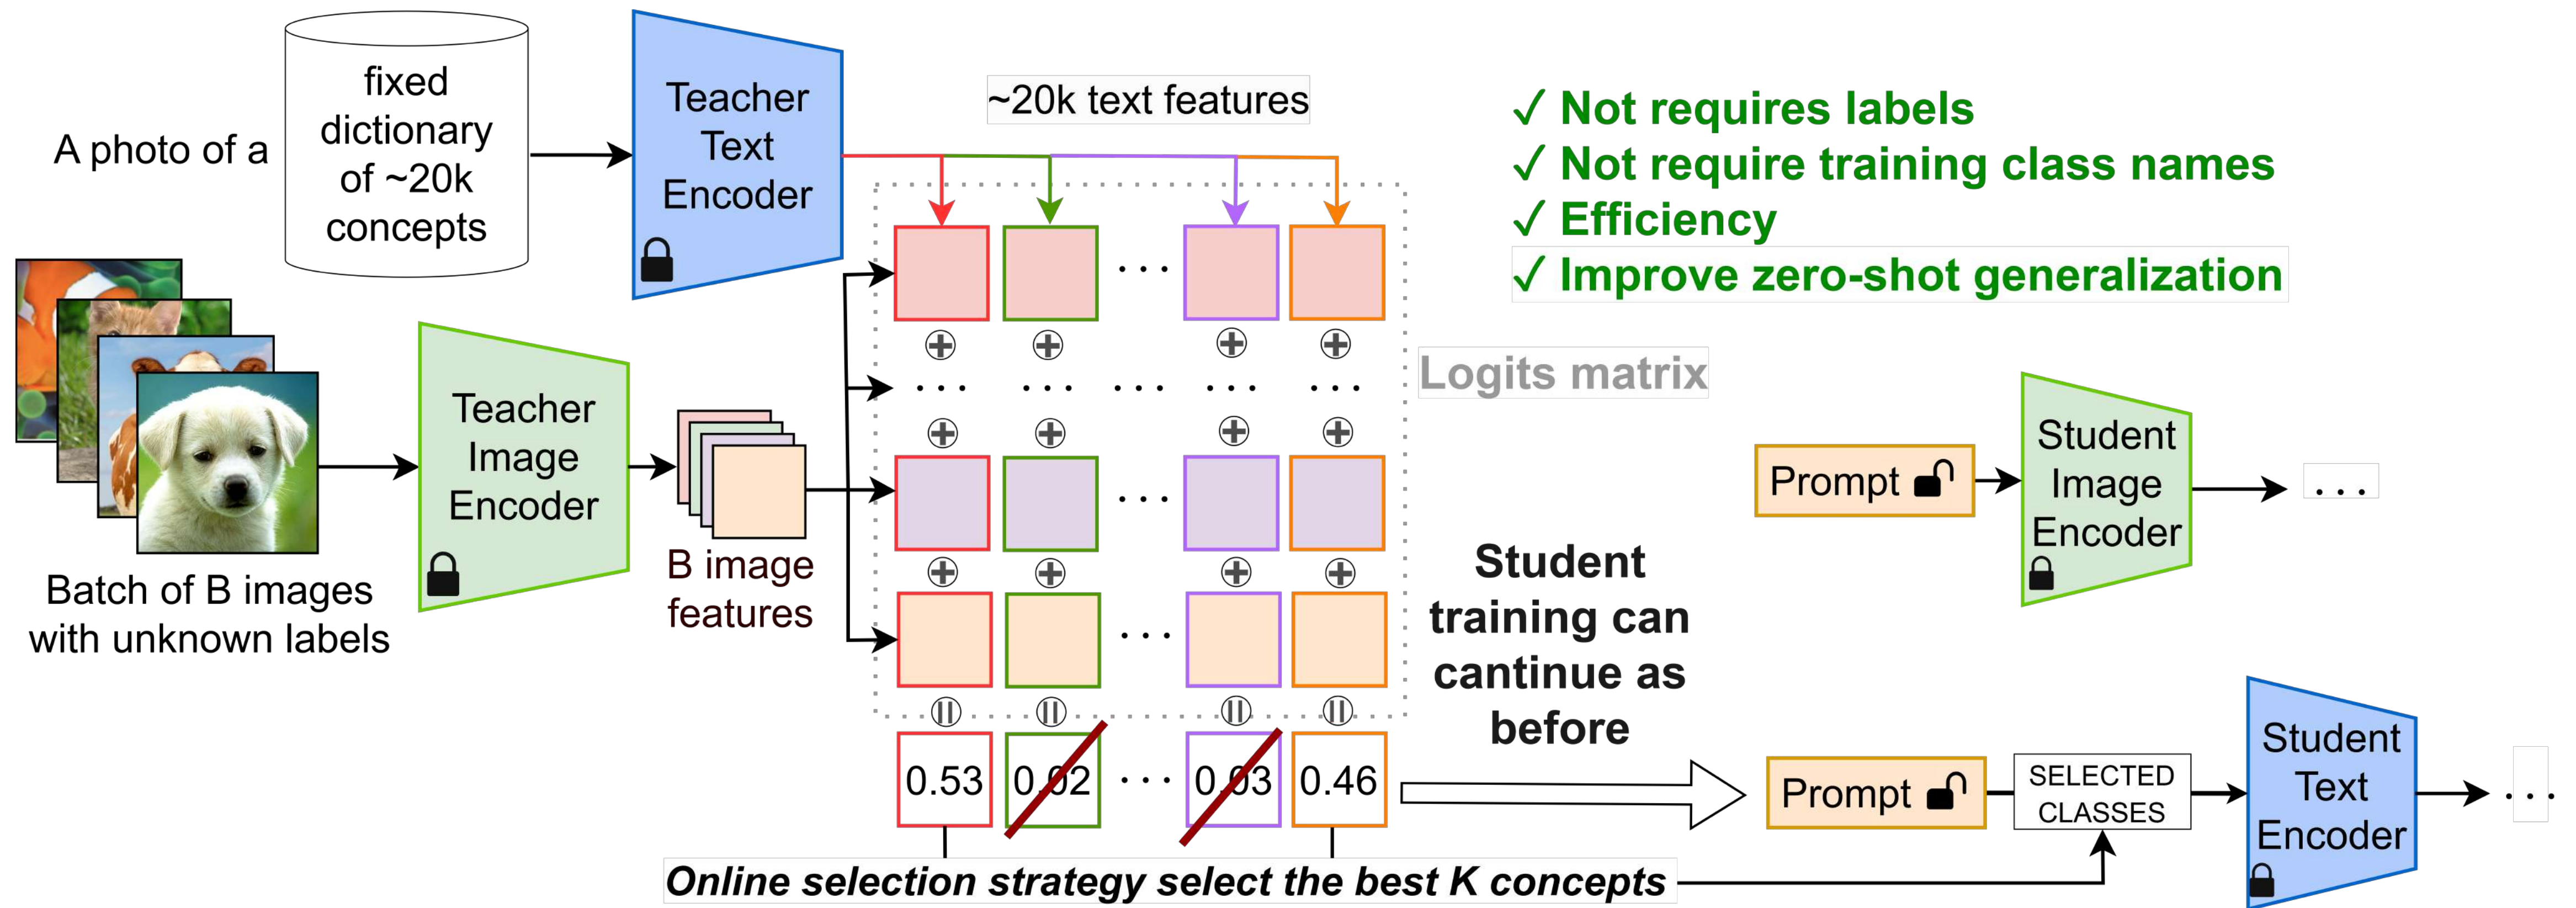 A photo of a
fixed
dictionary
of ~20k
concepts
Teacher
Text
Encoder
~20k text features
✓ Not requires labels
✓ Not require training class names
✓ Efficiency
✓ Improve zero-shot generalization
Batch of B images
with unknown labels
Teacher
Image
Encoder
B image
features
Logits matrix
0.53
0.02
...
0.03
0.46
Student
training can
cantinue as
before
Prompt
Student
Image
Encoder
...
Prompt
SELECTED
CLASSES
Student
Text
Encoder
...
Online selection strategy select the best K concepts